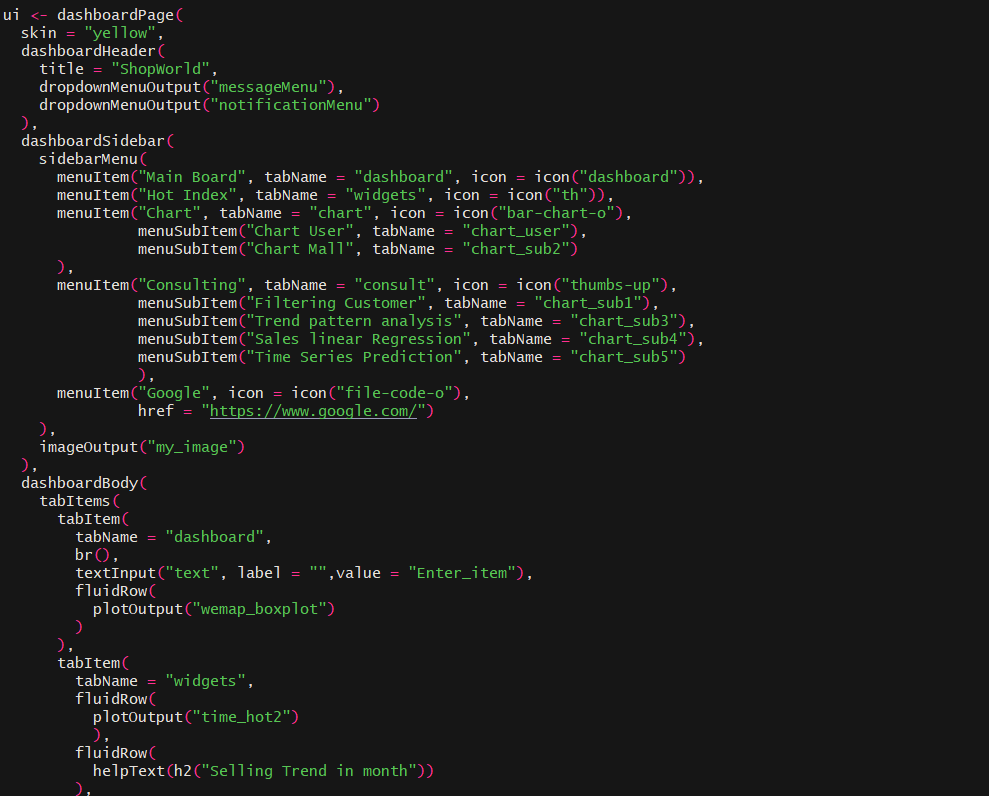 ui <- dashboardPage(
  skin = "yellow",
  dashboardHeader(
    title = "ShopWorld",
    dropdownMenuOutput("messageMenu"),
    dropdownMenuOutput("notificationMenu")
  ),
  dashboardSidebar(
    sidebarMenu(
      menuItem("Main Board", tabName = "dashboard", icon = icon("dashboard")),
      menuItem("Hot Index", tabName = "widgets", icon = icon("th")),
      menuItem("Chart", tabName = "chart", icon = icon("bar-chart-o"),
               menuSubItem("Chart User", tabName = "chart_user"),
               menuSubItem("Chart Mall", tabName = "chart_sub2")
      ),
      menuItem("Consulting", tabName = "consult", icon = icon("thumbs-up"),
               menuSubItem("Filtering Customer", tabName = "chart_sub1"),
               menuSubItem("Trend pattern analysis", tabName = "chart_sub3"),
               menuSubItem("Sales linear Regression", tabName = "chart_sub4"),
               menuSubItem("Time Series Prediction", tabName = "chart_sub5")
               ),
      menuItem("Google", icon = icon("file-code-o"),
               href = "https://www.google.com/")
    ),
    imageOutput("my_image")
  ),
  dashboardBody(
    tabItems(
      tabItem(
        tabName = "dashboard",
        br(),
        textInput("text", label = "",value = "Enter_item"),
        fluidRow(
          plotOutput("wemap_boxplot")
        )
      ),
      tabItem(
        tabName = "widgets",
        fluidRow(
          plotOutput("time_hot2")
          ),
        fluidRow(
          helpText(h2("Selling Trend in month"))
        ),